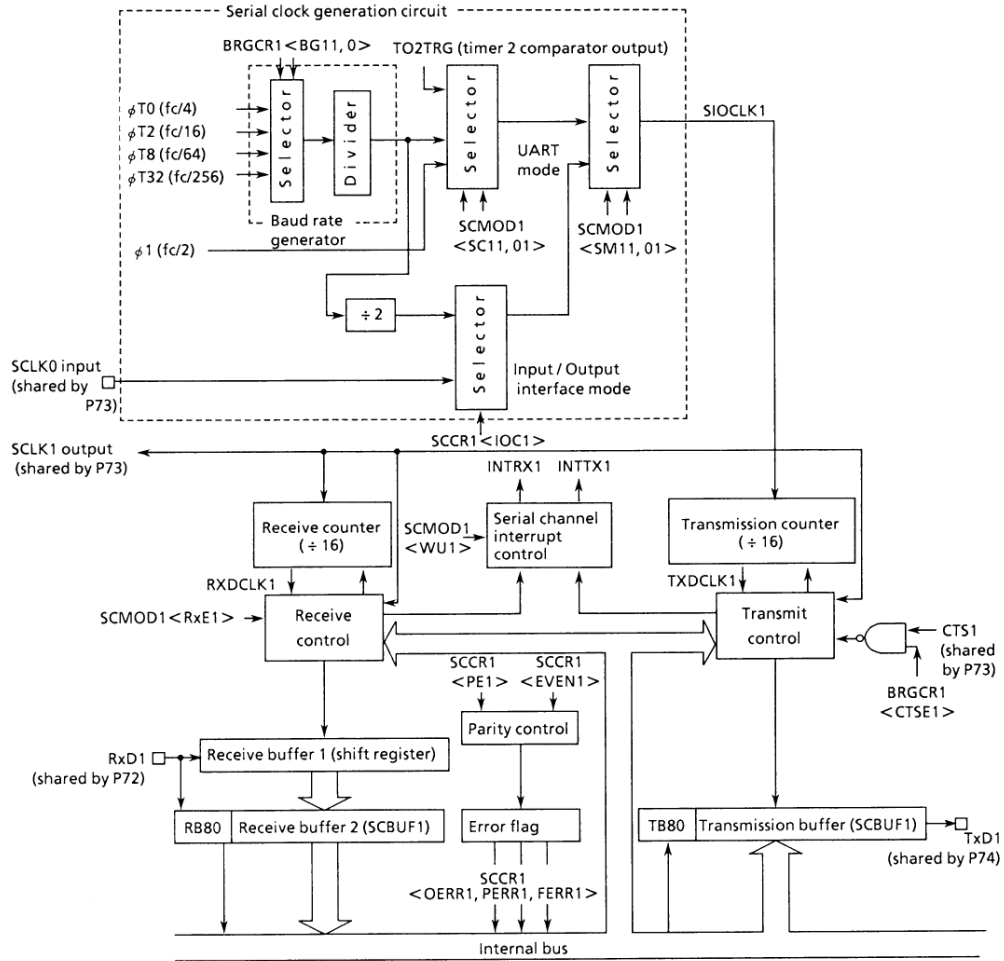 Serial clock generation circuit
BRGCR1<BG11, 0>
TO2TRG (timer 2 comparator output)
φT0 (fc/4)
φT2 (fc/16)
φT8 (fc/64)
φT32 (fc/256)
Selector
Divider
Selector
Selector
SIOCLK1
UART
mode
Baud rate
generator
SCMOD1
<SC11, 01>
SCMOD1
<SM11, 01>
φ1 (fc/2)
÷ 2
Selector
SCLK0 input
(shared by
P73)
Input / Output
interface mode
SCCR1<IOC1>
SCLK1 output
(shared by P73)
INTRX1
INTTX1
Receive counter
(÷ 16)
SCMOD1
<WU1>
Serial channel
interrupt
control
Transmission counter
(÷ 16)
RXDCLK1
TXDCLK1
SCMOD1<RxE1>
Receive
control
Transmit
control
CTS1
(shared by
P73)
SCCR1
<PE1>
SCCR1
<EVEN1>
BRGCR1
<CTSE1>
Parity control
RxD1
(shared by P72)
Receive buffer 1 (shift register)
RB80
Receive buffer 2 (SCBUF1)
Error flag
TB80
Transmission buffer (SCBUF1)
TxD1
(shared by P74)
SCCR1
<OERR1, PERR1, FERR1>
Internal bus